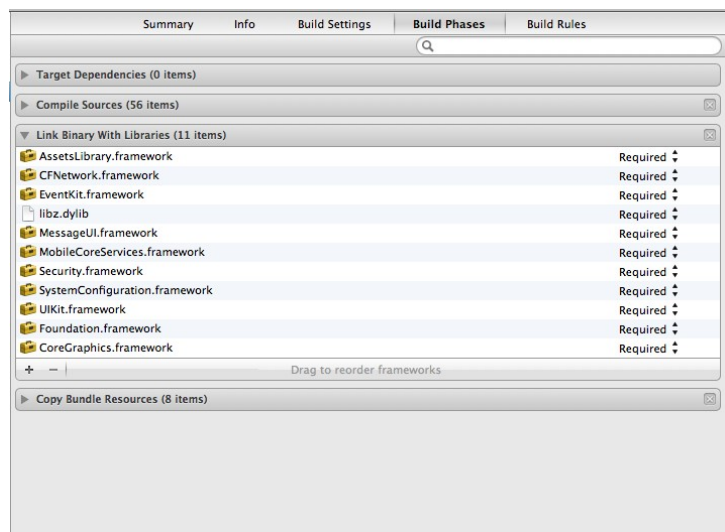 Summary Info Build Settings Build Phases Build Rules
Target Dependencies (0 items)
Compile Sources (56 items)
Link Binary With Libraries (11 items)
AssetsLibrary.framework Required
CFNetwork.framework Required
EventKit.framework Required
libz.dylib Required
MessageUI.framework Required
MobileCoreServices.framework Required
Security.framework Required
SystemConfiguration.framework Required
UIKit.framework Required
Foundation.framework Required
CoreGraphics.framework Required
+ − Drag to reorder frameworks
Copy Bundle Resources (8 items)